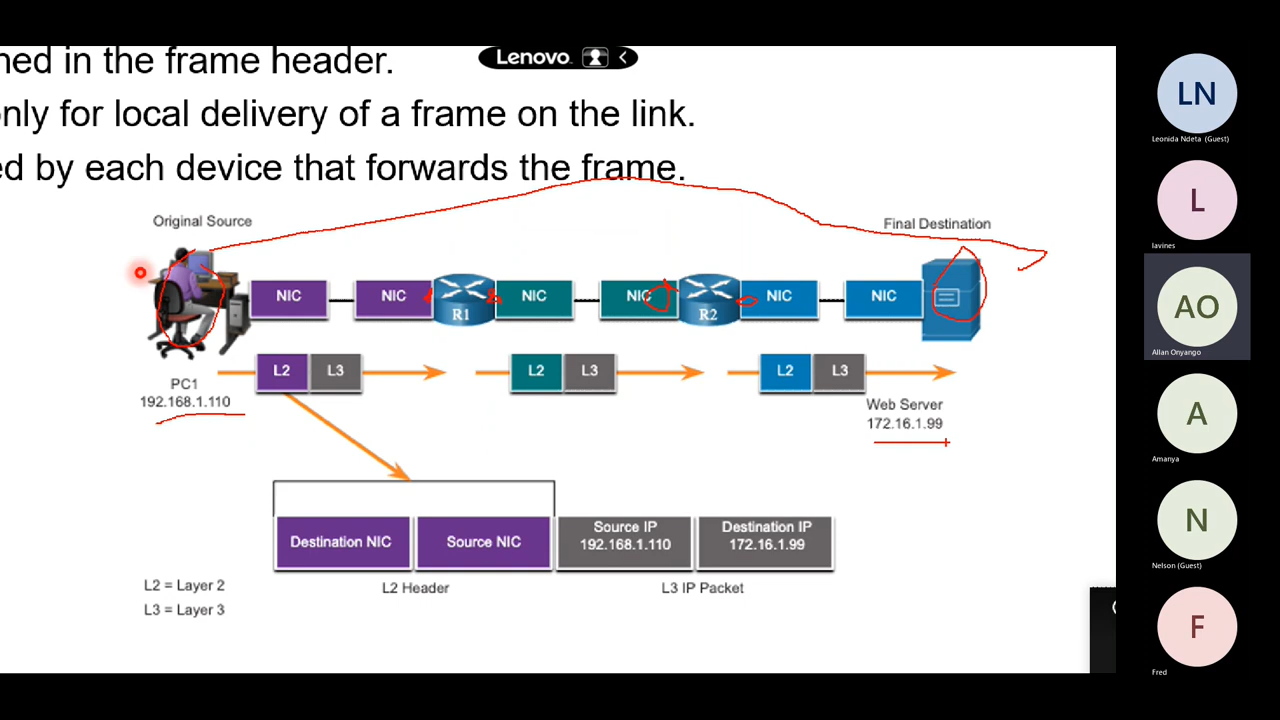 ned in the frame header.
Lenovo
only for local delivery of a frame on the link.
ed by each device that forwards the frame.
Original Source
Final Destination
NIC
NIC
R1
NIC
NIC
R2
NIC
NIC
L2 L3
L2 L3
L2 L3
PC1
192.168.1.110
Web Server
172.16.1.99
Destination NIC
Source NIC
Source IP
192.168.1.110
Destination IP
172.16.1.99
L2 Header
L3 IP Packet
L2 = Layer 2
L3 = Layer 3
LN
Leonida Ndeta (Guest)
L
lavines
AO
Allan Onyango
A
Amanya
N
Nelson (Guest)
F
Fred